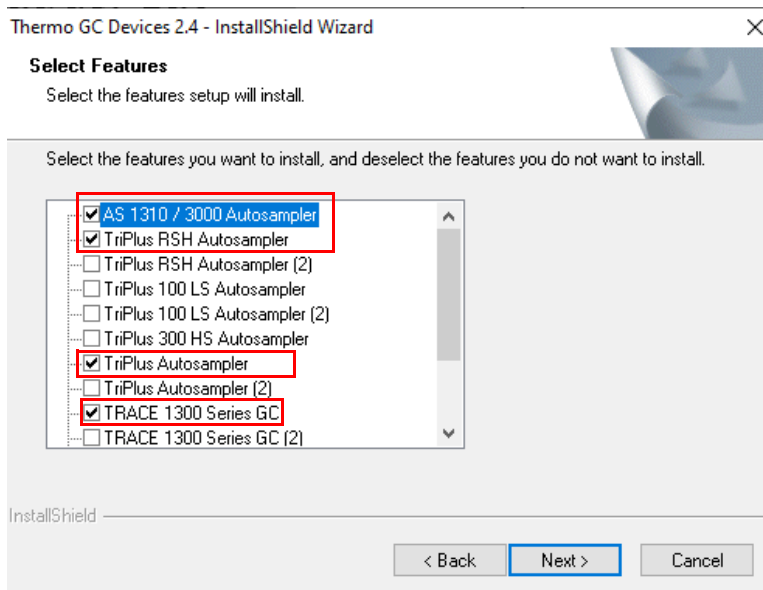 Thermo GC Devices 2.4 - InstallShield Wizard
Select Features
Select the features setup will install.
Select the features you want to install, and deselect the features you do not want to install.
AS 1310 / 3000 Autosampler
TriPlus RSH Autosampler
TriPlus RSH Autosampler (2)
TriPlus 100 LS Autosampler
TriPlus 100 LS Autosampler (2)
TriPlus 300 HS Autosampler
TriPlus Autosampler
TriPlus Autosampler (2)
TRACE 1300 Series GC
TRACE 1300 Series GC (2)
InstallShield
< Back
Next >
Cancel